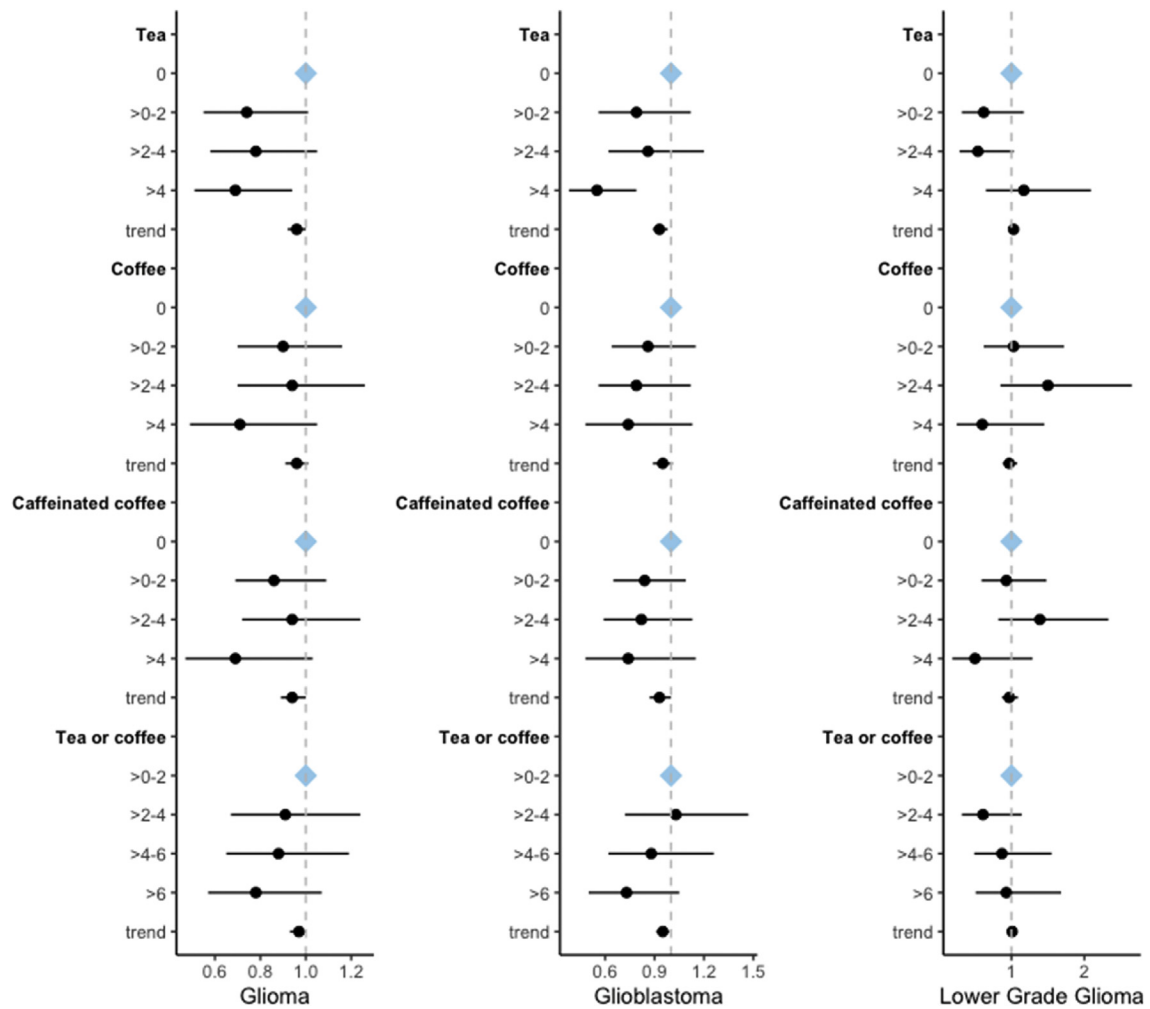 Tea
0
>0-2
>2-4
>4
trend
Coffee
0
>0-2
>2-4
>4
trend
Caffeinated coffee
0
>0-2
>2-4
>4
trend
Tea or coffee
>0-2
>2-4
>4-6
>6
trend
0.6 0.8 1.0 1.2
Glioma
Tea
0
>0-2
>2-4
>4
trend
Coffee
0
>0-2
>2-4
>4
trend
Caffeinated coffee
0
>0-2
>2-4
>4
trend
Tea or coffee
>0-2
>2-4
>4-6
>6
trend
0.6 0.9 1.2 1.5
Glioblastoma
Tea
0
>0-2
>2-4
>4
trend
Coffee
0
>0-2
>2-4
>4
trend
Caffeinated coffee
0
>0-2
>2-4
>4
trend
Tea or coffee
>0-2
>2-4
>4-6
>6
trend
1 2
Lower Grade Glioma